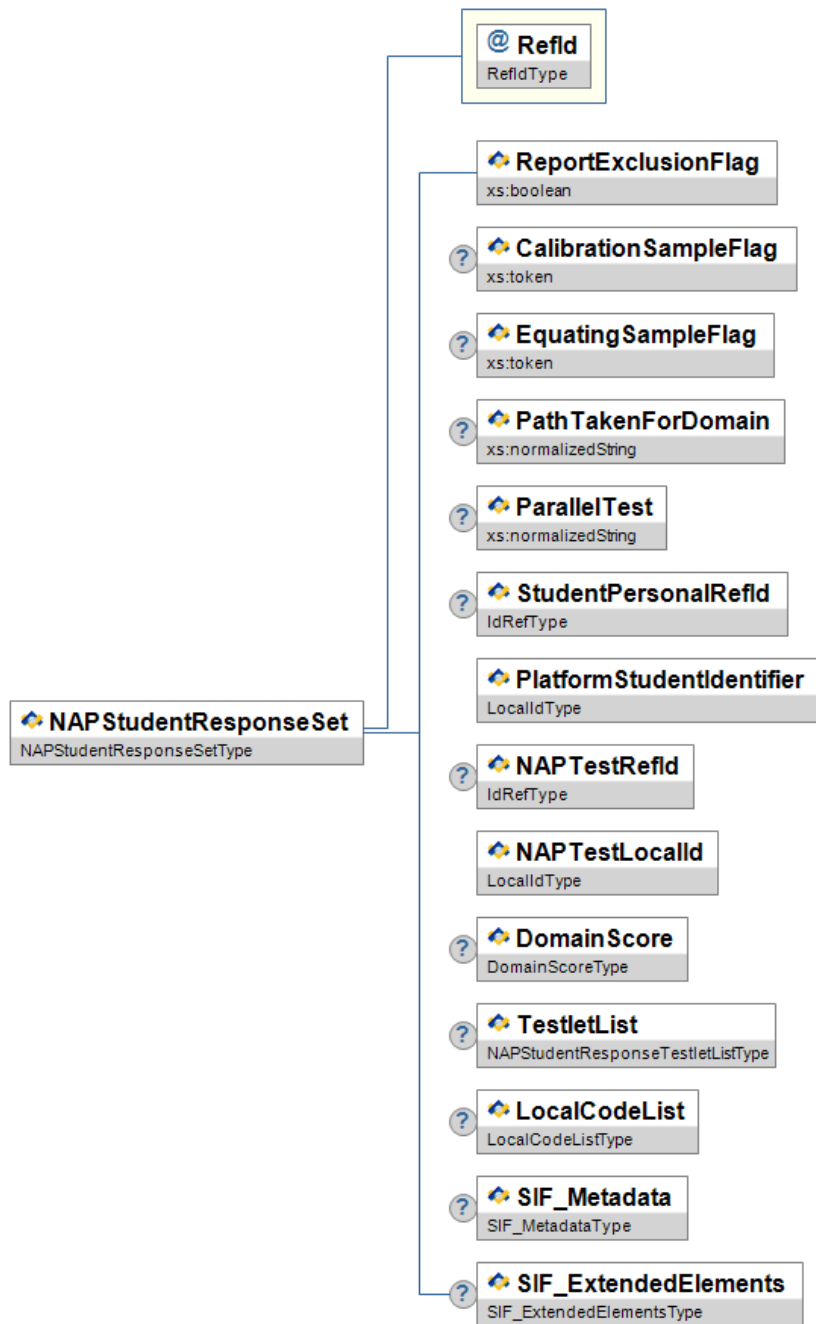 @ RefId
RefIdType
ReportExclusionFlag
xs:boolean
? CalibrationSampleFlag
xs:token
? EquatingSampleFlag
xs:token
? PathTakenForDomain
xs:normalizedString
? ParallelTest
xs:normalizedString
? StudentPersonalRefId
IdRefType
PlatformStudentIdentifier
LocalIdType
NAPStudentResponseSet
NAPStudentResponseSetType
? NAPTestRefId
IdRefType
NAPTestLocalId
LocalIdType
? DomainScore
DomainScoreType
? TestletList
NAPStudentResponseTestletListType
? LocalCodeList
LocalCodeListType
? SIF_Metadata
SIF_MetadataType
? SIF_ExtendedElements
SIF_ExtendedElementsType